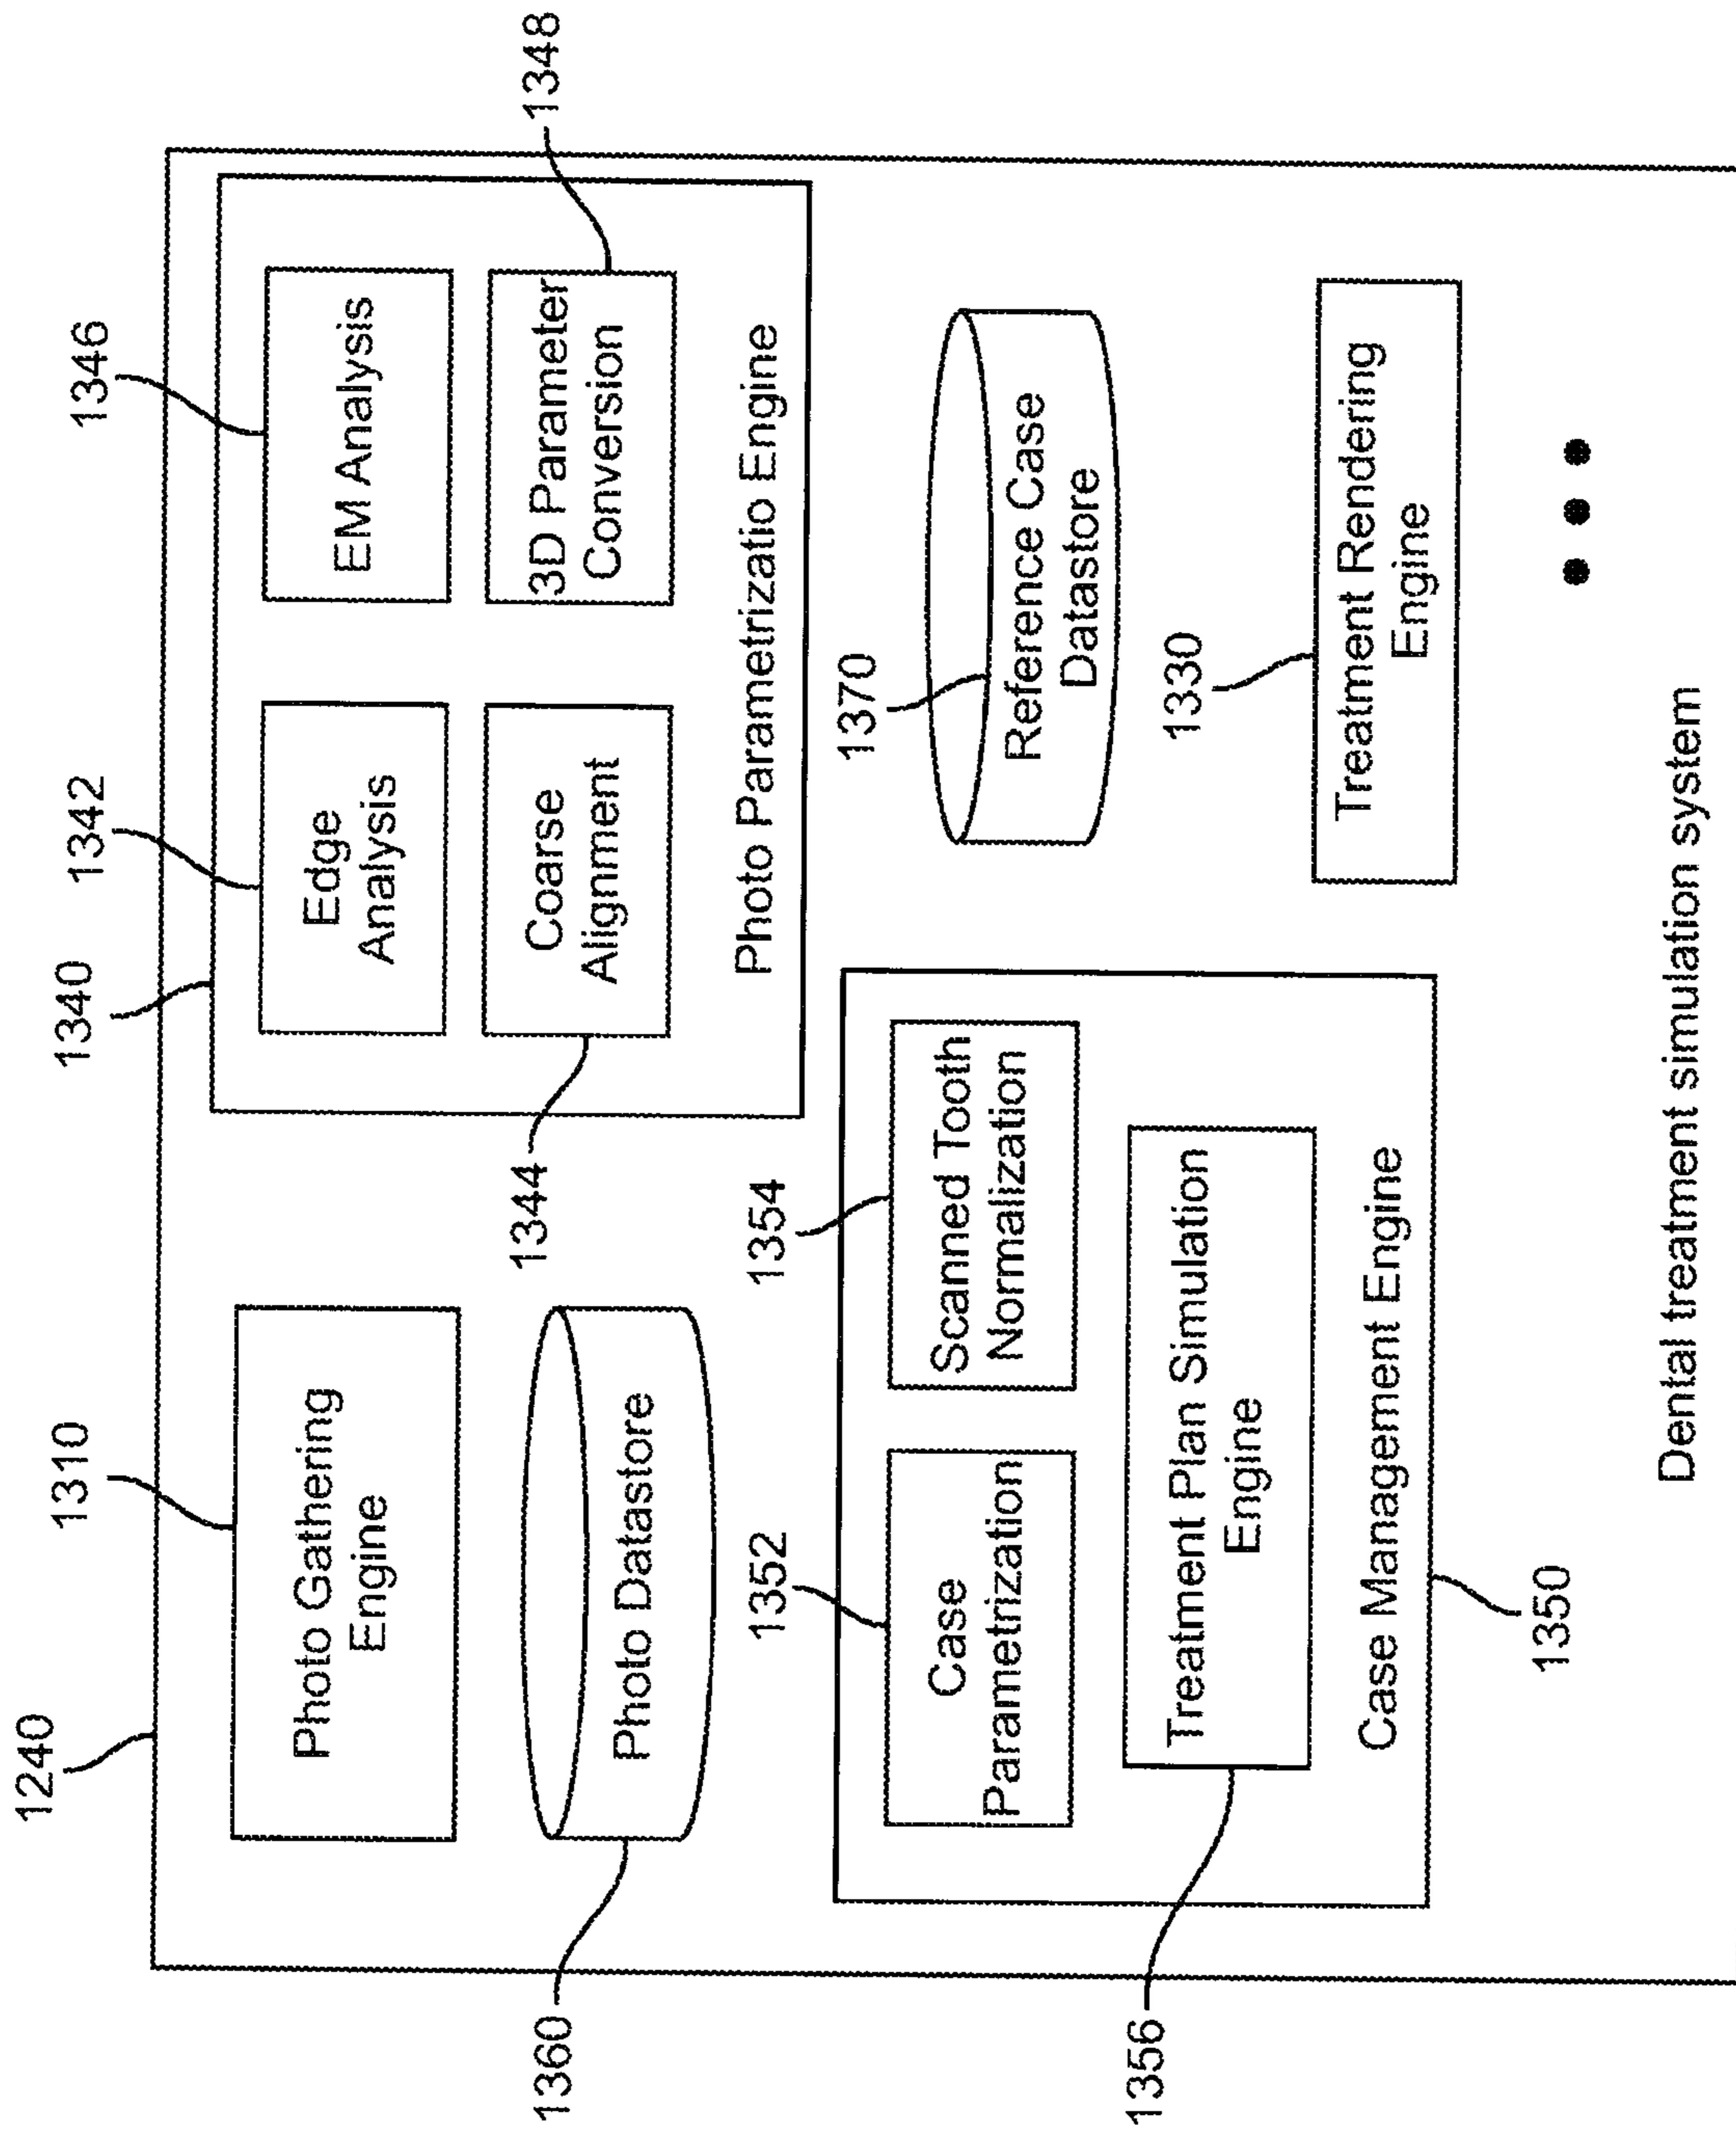 1240
1310
Photo Gathering
Engine
1360
Photo Datastore
1340
1342
Edge
Analysis
1346
EM Analysis
1344
Coarse
Alignment
1348
3D Parameter
Conversion
Photo Parametrizatio Engine
1352
Case
Parametrization
1354
Scanned Tooth
Normalization
1356
Treatment Plan Simulation
Engine
Case Management Engine
1350
1370
Reference Case
Datastore
1330
Treatment Rendering
Engine
Dental treatment simulation system